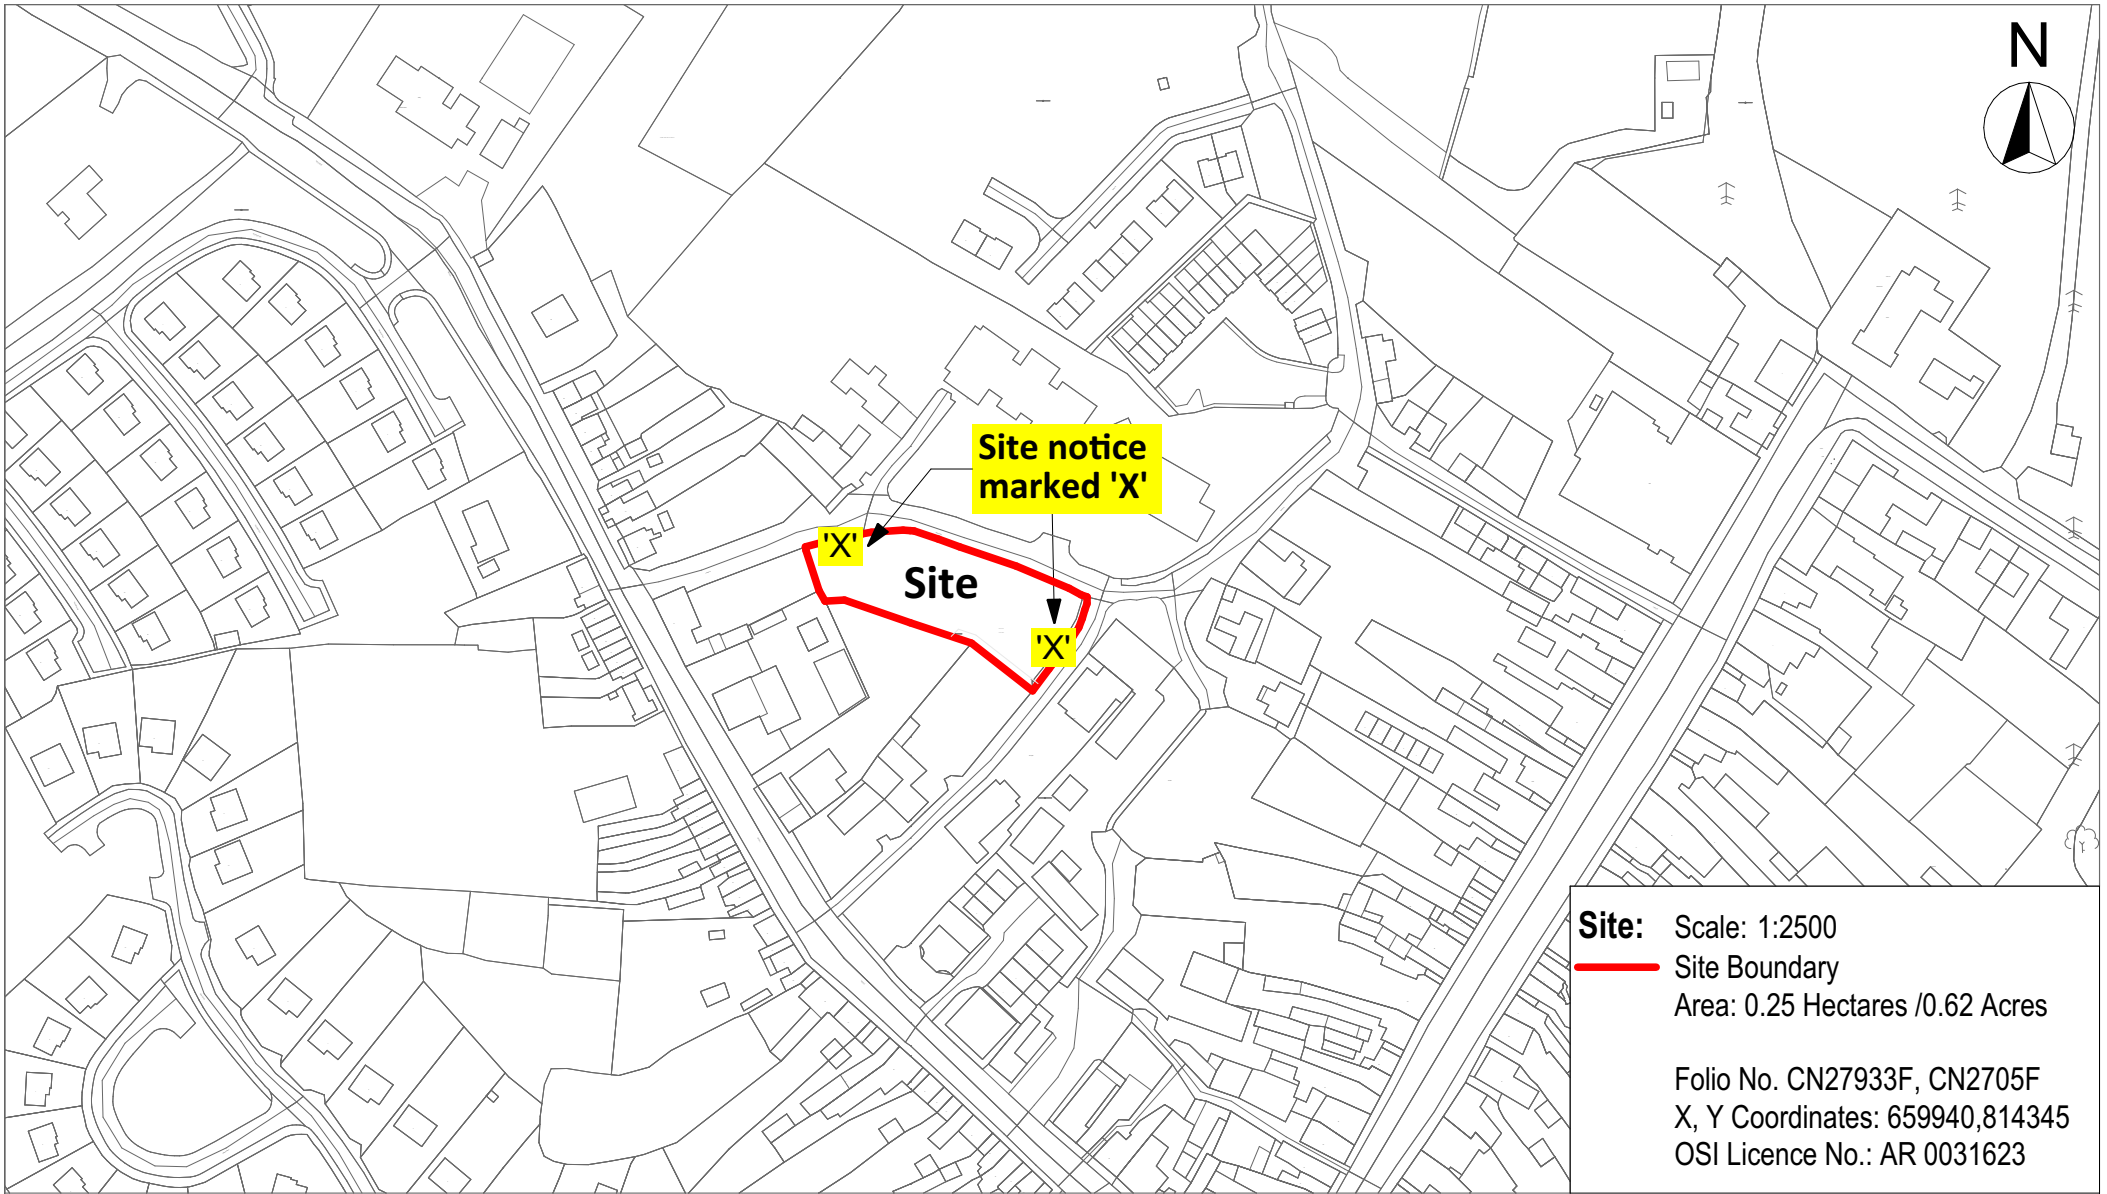 N
Site notice
marked 'X'
'X'
Site
'X'
Site: Scale: 1:2500
Site Boundary
Area: 0.25 Hectares /0.62 Acres
Folio No. CN27933F, CN2705F
X, Y Coordinates: 659940,814345
OSI Licence No.: AR 0031623